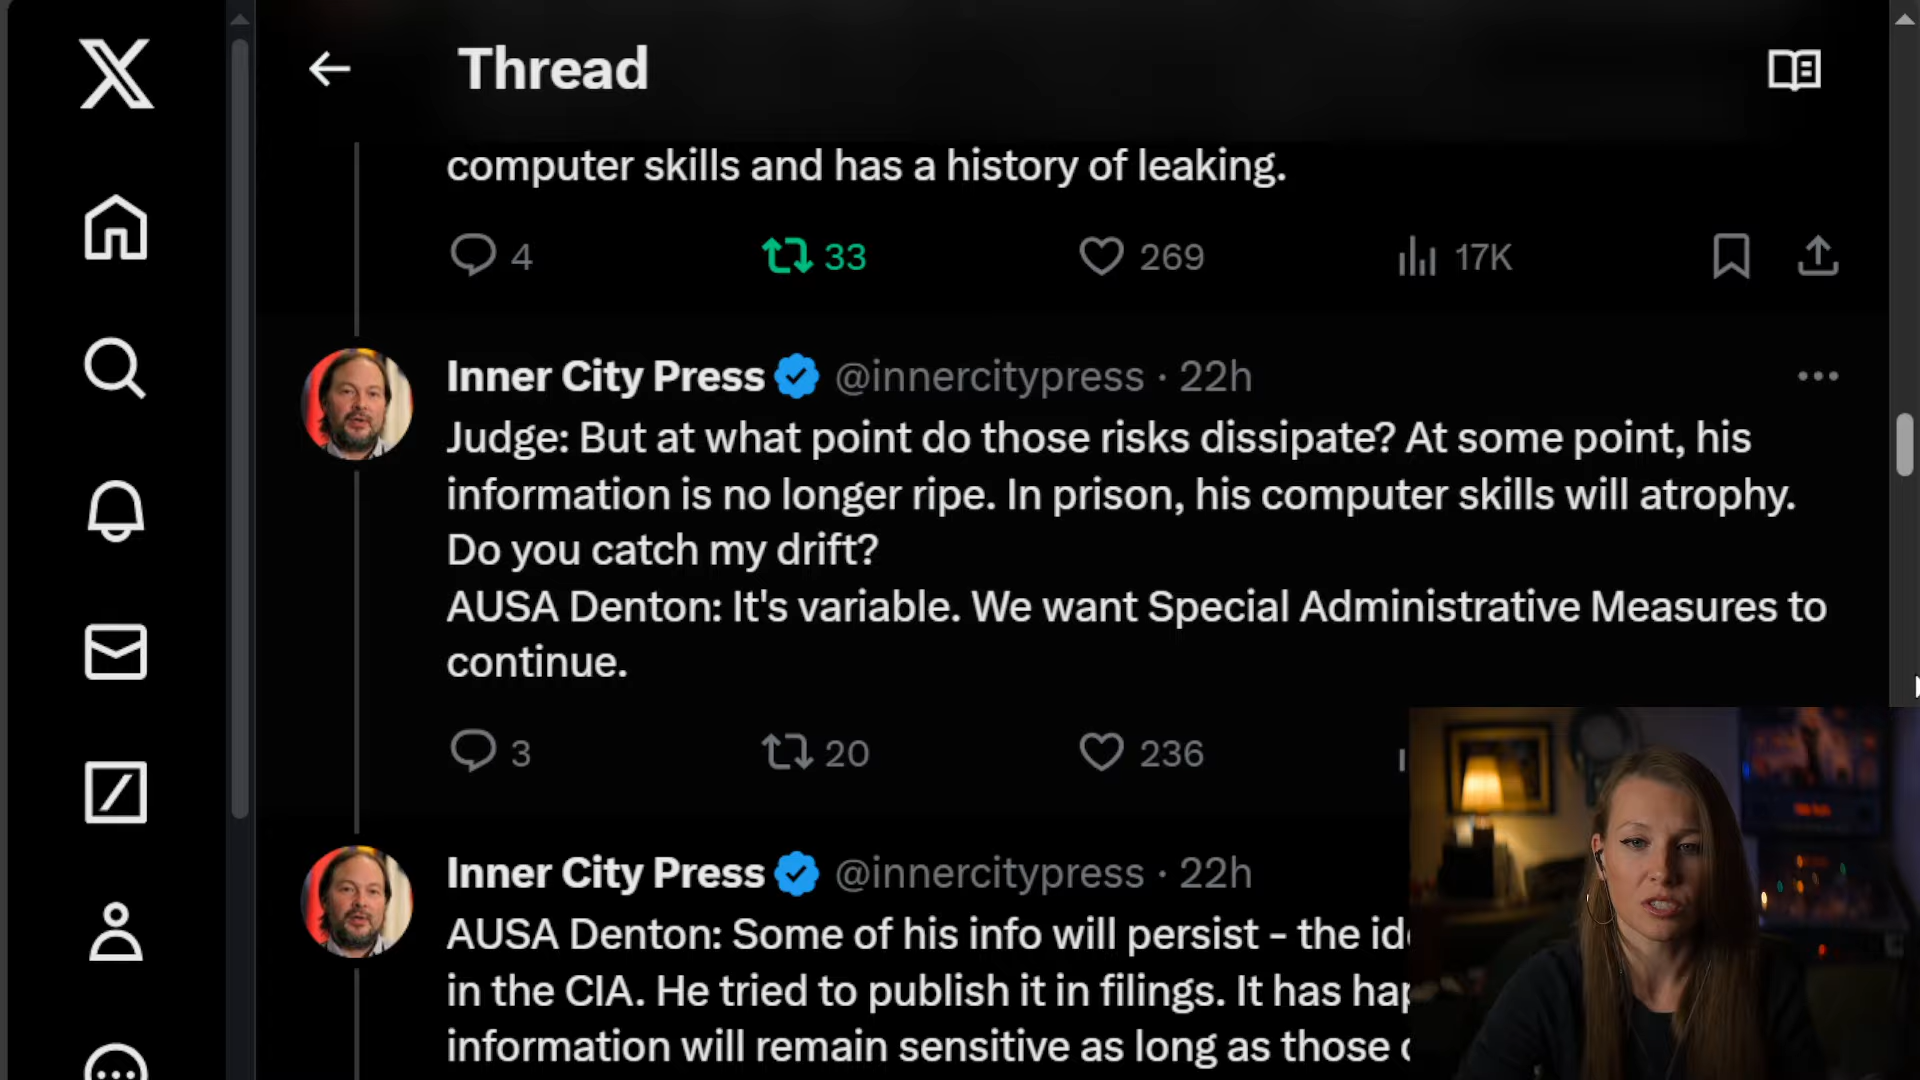 Thread
computer skills and has a history of leaking.
4 33 269 17K
Inner City Press @innercitypress · 22h
Judge: But at what point do those risks dissipate? At some point, his
information is no longer ripe. In prison, his computer skills will atrophy.
Do you catch my drift?
AUSA Denton: It's variable. We want Special Administrative Measures to
continue.
3 20 236
Inner City Press @innercitypress · 22h
AUSA Denton: Some of his info will persist - the
in the CIA. He tried to publish it in filings. It has
information will remain sensitive as long as those